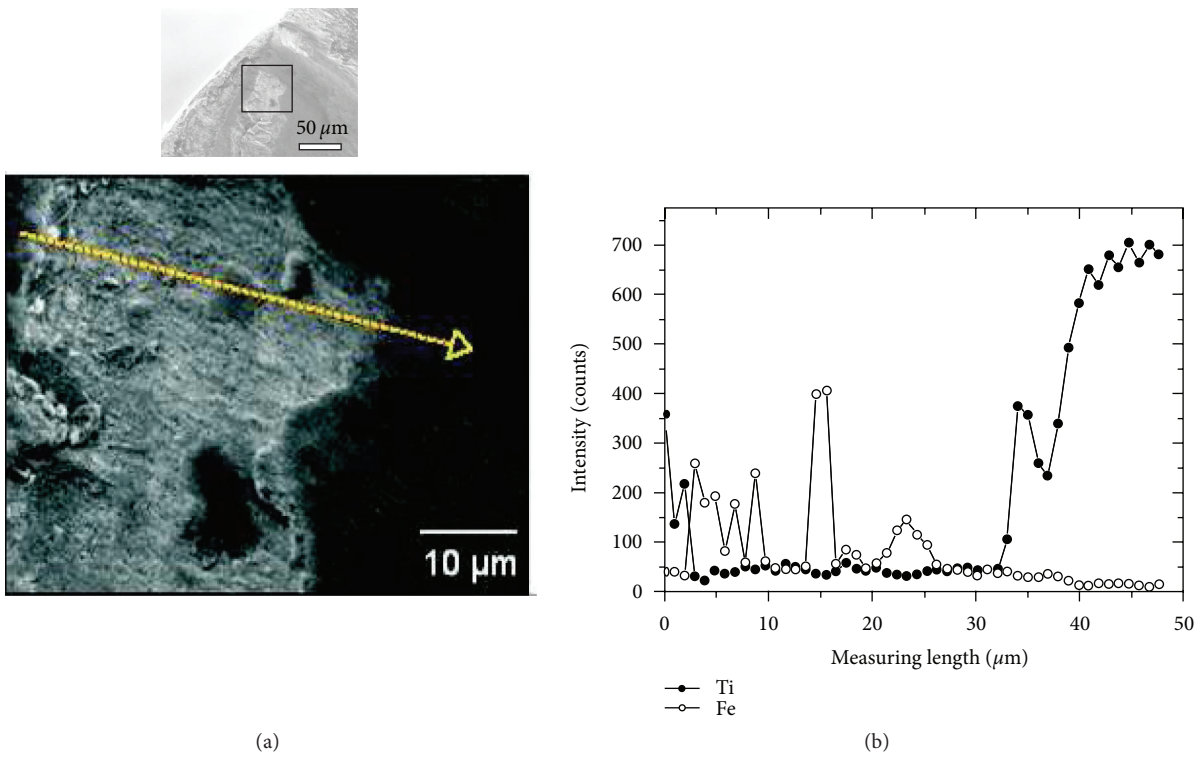 50 μm
10 μm
(a)
700
600
500
400
300
200
100
0
Intensity (counts)
0 10 20 30 40 50
Measuring length (μm)
Ti
Fe
(b)